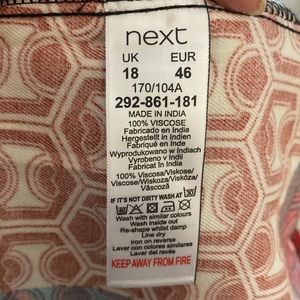 next
UK EUR
18 46
170/104A
292-861-181
MADE IN INDIA
100% VISCOSE
Fabricado en India
Hergestellt in Indien
Fabriqué en Inde
Wyprodukowano w Indiach
Vyrobeno v Indii
Fabricat în India
100% Viscosa/Viskose/
Viscose/Wiskoza/Viskóza/
Vâscoză
IF IT'S NOT DIRTY WASH AT 30
Wash with similar colours
Wash inside out
Re-shape whilst damp
Line dry
Iron on reverse
Lavar con colores similares
Lavar del revés
KEEP AWAY FROM FIRE